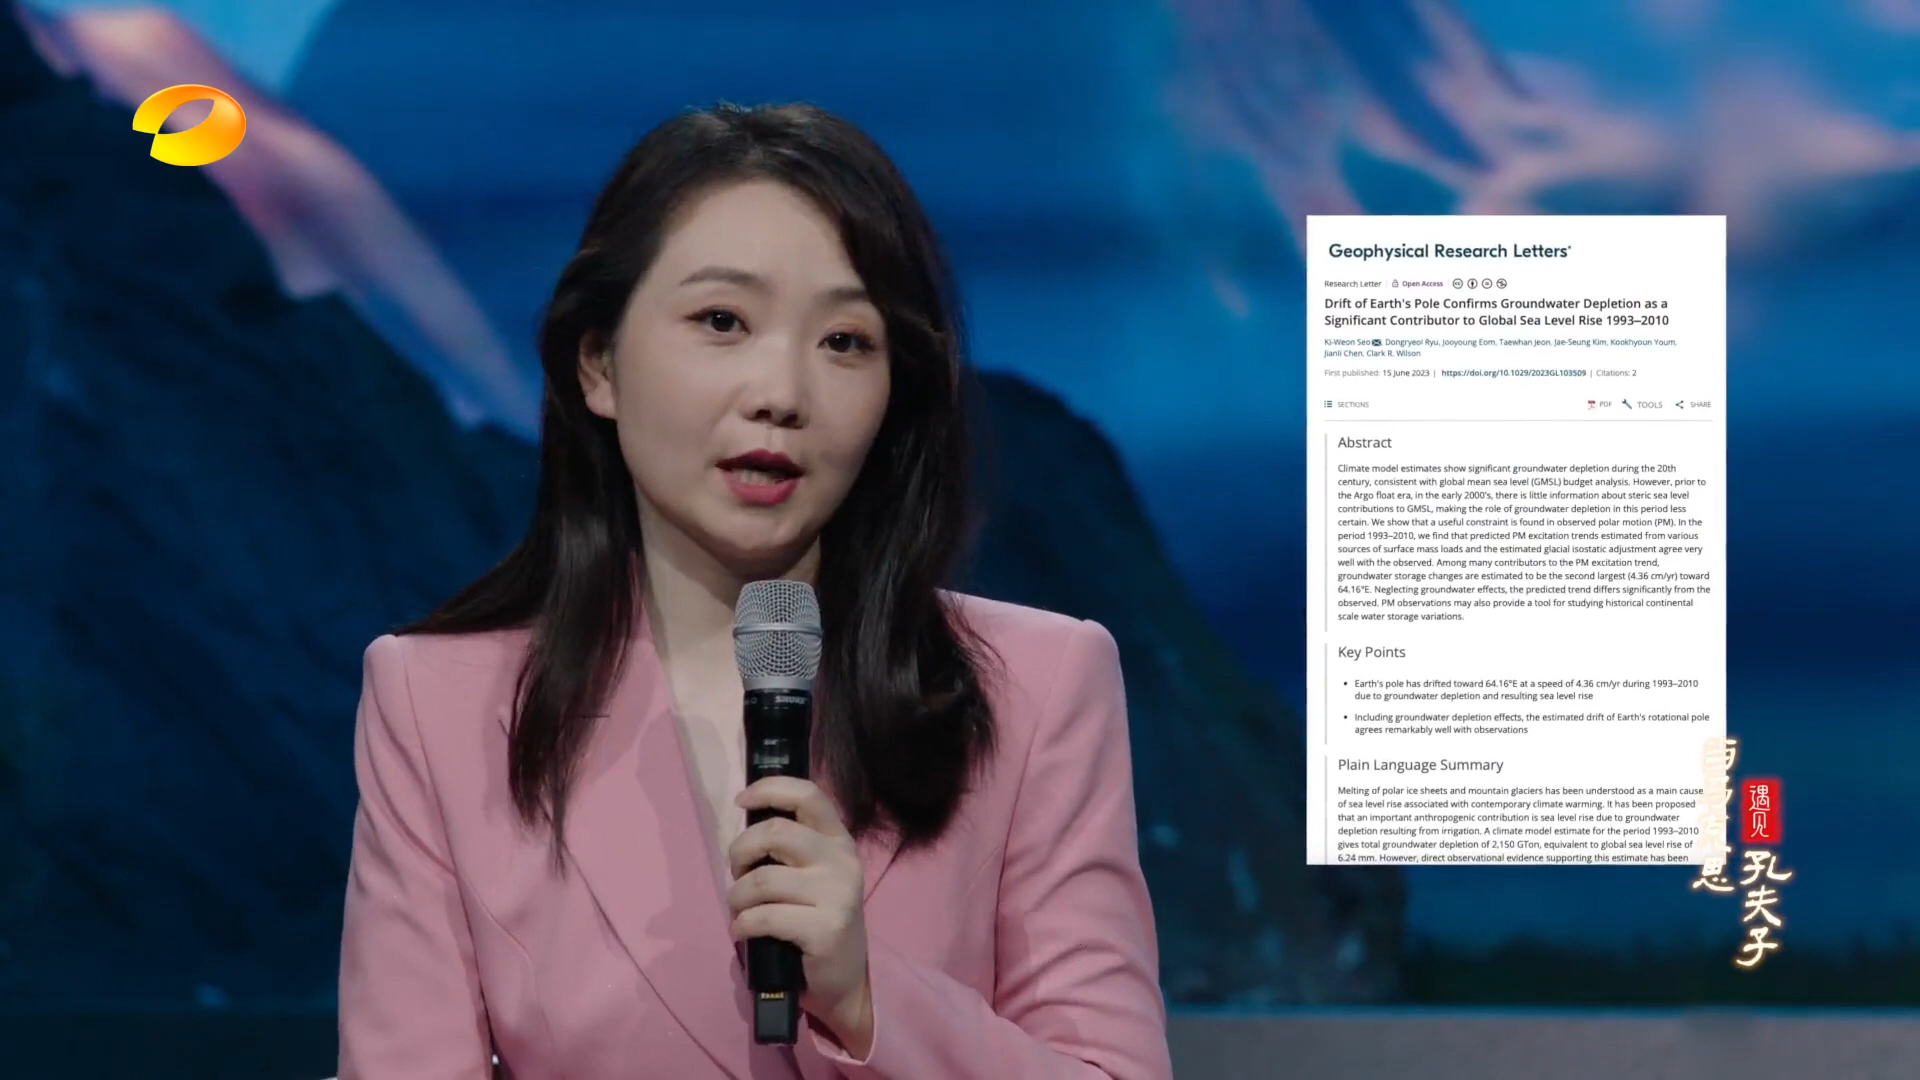 Geophysical Research Letters*
Research Letter | Open Access
Drift of Earth's Pole Confirms Groundwater Depletion as a
Significant Contributor to Global Sea Level Rise 1993–2010
Ki-Weon Seo, Dongryeol Ryu, Jooyoung Eom, Taewhan Jeon, Jae-Seung Kim, Kookhyoun Youm,
Jianli Chen, Clark R. Wilson
First published: 15 June 2023 | https://doi.org/10.1029/2023GL103509 | Citations: 2
SECTIONS
PDF TOOLS SHARE
Abstract
Climate model estimates show significant groundwater depletion during the 20th
century, consistent with global mean sea level (GMSL) budget analysis. However, prior to
the Argo float era, in the early 2000's, there is little information about steric sea level
contributions to GMSL, making the role of groundwater depletion in this period less
certain. We show that a useful constraint is found in observed polar motion (PM). In the
period 1993–2010, we find that predicted PM excitation trends estimated from various
sources of surface mass loads and the estimated glacial isostatic adjustment agree very
well with the observed. Among many contributors to the PM excitation trend,
groundwater storage changes are estimated to be the second largest (4.36 cm/yr) toward
64.16°E. Neglecting groundwater effects, the predicted trend differs significantly from the
observed. PM observations may also provide a tool for studying historical continental
scale water storage variations.
Key Points
• Earth's pole has drifted toward 64.16°E at a speed of 4.36 cm/yr during 1993–2010
due to groundwater depletion and resulting sea level rise
• Including groundwater depletion effects, the estimated drift of Earth's rotational pole
agrees remarkably well with observations
Plain Language Summary
Melting of polar ice sheets and mountain glaciers has been understood as a main cause
of sea level rise associated with contemporary climate warming. It has been proposed
that an important anthropogenic contribution is sea level rise due to groundwater
depletion resulting from irrigation. A climate model estimate for the period 1993–2010
gives total groundwater depletion of 2,150 GTon, equivalent to global sea level rise of
6.24 mm. However, direct observational evidence supporting this estimate has been
遇见
孔夫子
思
SHURE